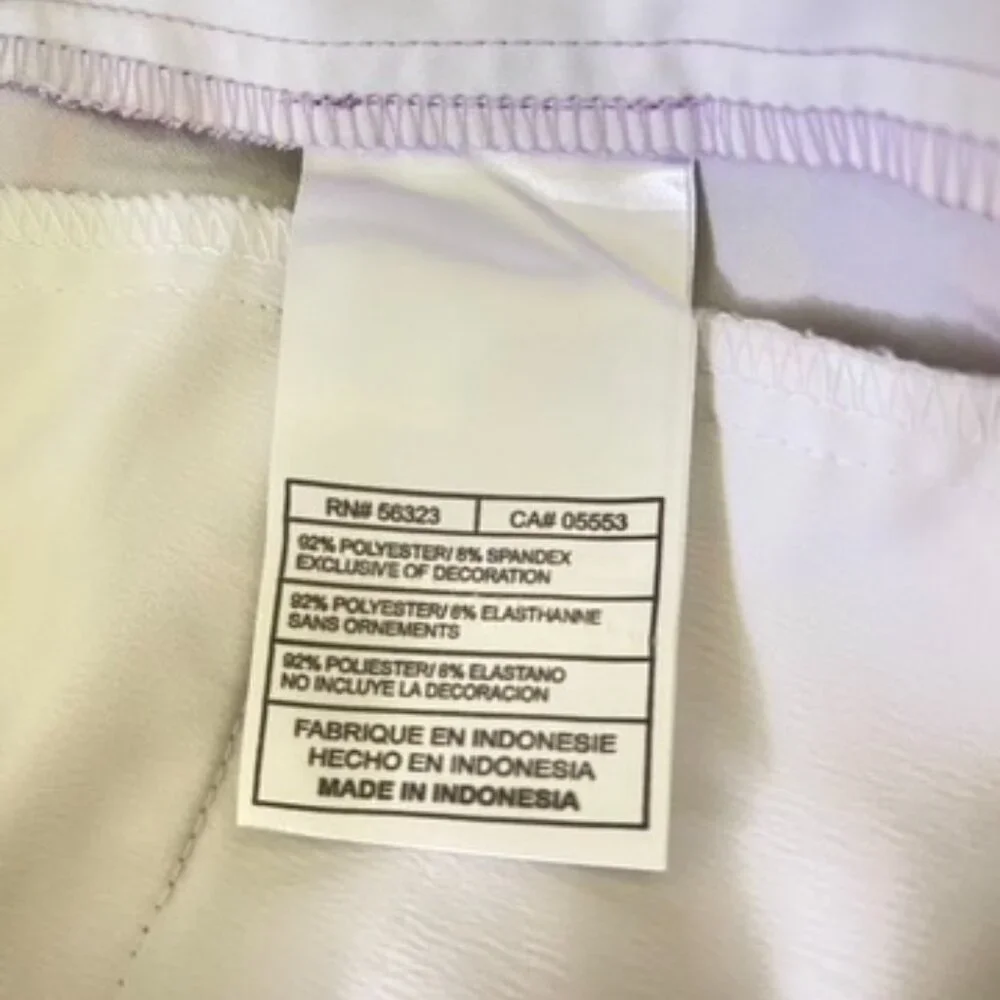 RN# 56323 CA# 05553
92% POLYESTER/ 8% SPANDEX
EXCLUSIVE OF DECORATION
92% POLYESTER/ 8% ELASTHANNE
SANS ORNEMENTS
92% POLIESTER/ 8% ELASTANO
NO INCLUYE LA DECORACION
FABRIQUE EN INDONESIE
HECHO EN INDONESIA
MADE IN INDONESIA